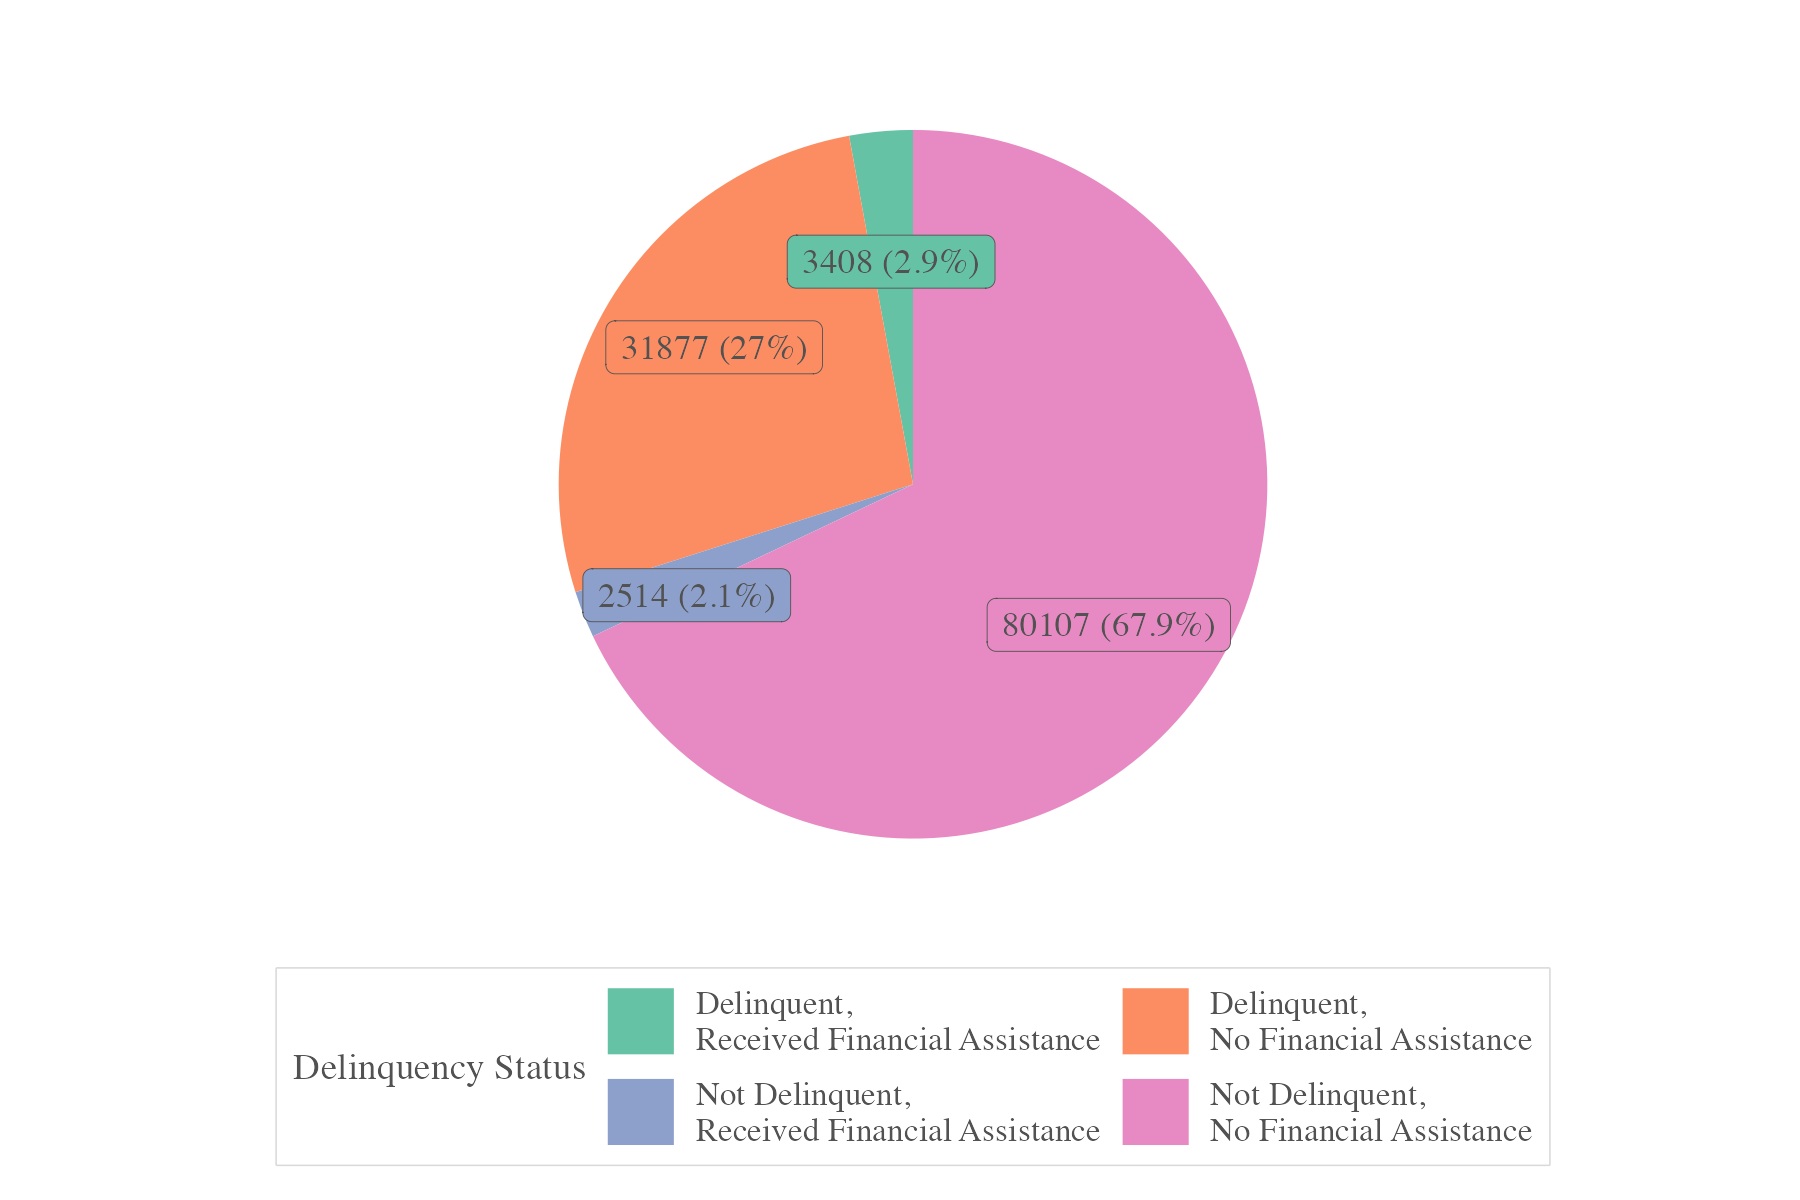 3408 (2.9%)
31877 (27%)
2514 (2.1%)
80107 (67.9%)
Delinquency Status
Delinquent,
Received Financial Assistance
Delinquent,
No Financial Assistance
Not Delinquent,
Received Financial Assistance
Not Delinquent,
No Financial Assistance